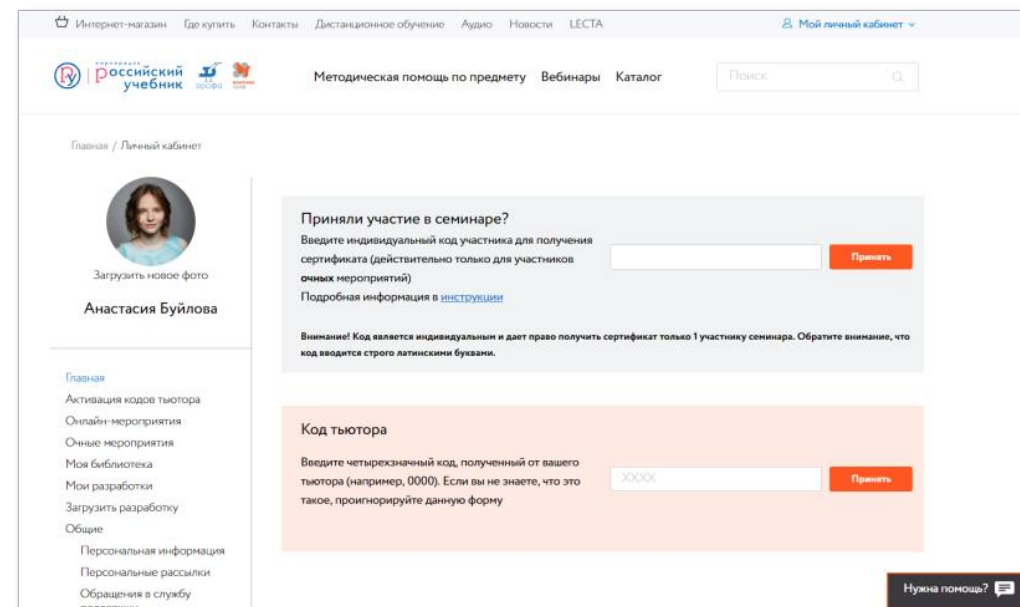 Интернет-магазин Где купить Контакты Дистанционное обучение Аудио Новости LECTA Мой личный кабинет
корпорация
российский
учебник
дрофа
Методическая помощь по предмету Вебинары Каталог Поиск
Главная / Личный кабинет
Загрузить новое фото
Анастасия Буйлова
Главная
Активация кодов тьютора
Онлайн-мероприятия
Очные мероприятия
Моя библиотека
Мои разработки
Загрузить разработку
Общие
Персональная информация
Персональные рассылки
Обращения в службу
Приняли участие в семинаре?
Введите индивидуальный код участника для получения
сертификата (действительно только для участников
очных мероприятий)
Подробная информация в инструкции
Принять
Внимание! Код является индивидуальным и дает право получить сертификат только 1 участнику семинара. Обратите внимание, что
код вводится строго латинскими буквами.
Код тьютора
Введите четырехзначный код, полученный от вашего
тьютора (например, 0000). Если вы не знаете, что это
такое, проигнорируйте данную форму
XXXX
Принять
Нужна помощь?